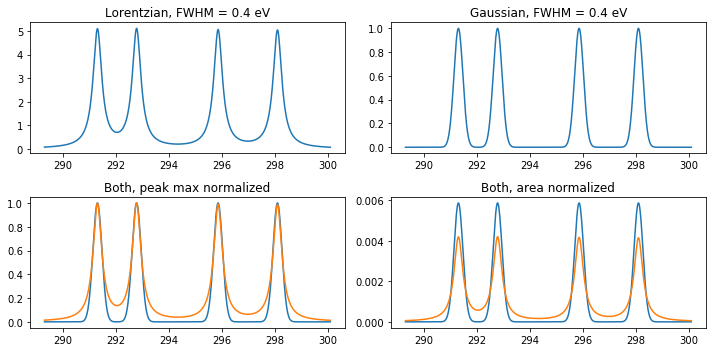 Lorentzian, FWHM = 0.4 eV
5
4
3
2
1
0
290 292 294 296 298 300
Gaussian, FWHM = 0.4 eV
1.0
0.8
0.6
0.4
0.2
0.0
290 292 294 296 298 300
Both, peak max normalized
1.0
0.8
0.6
0.4
0.2
0.0
290 292 294 296 298 300
Both, area normalized
0.006
0.004
0.002
0.000
290 292 294 296 298 300